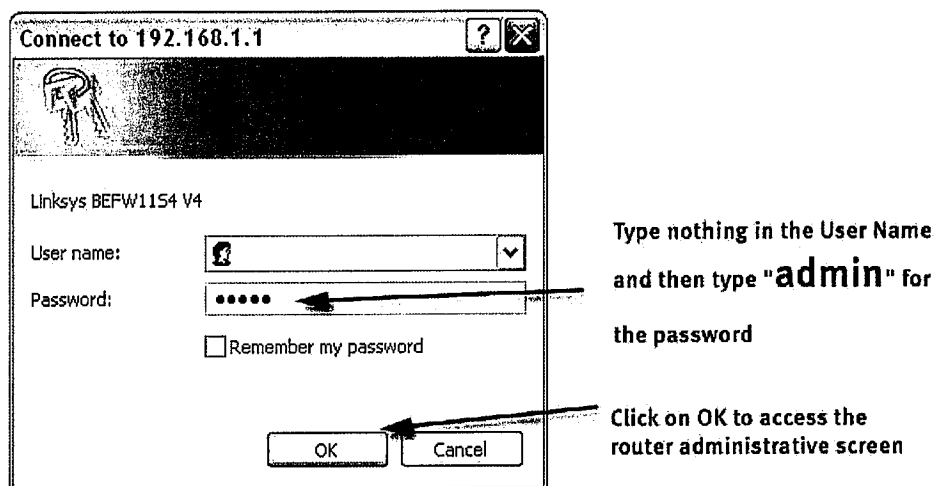 Connect to 192.168.1.1
?
Linksys BEFW11S4 V4
User name:
Password:
•••••
Remember my password
OK
Cancel
Type nothing in the User Name
and then type "admin" for
the password
Click on OK to access the
router administrative screen